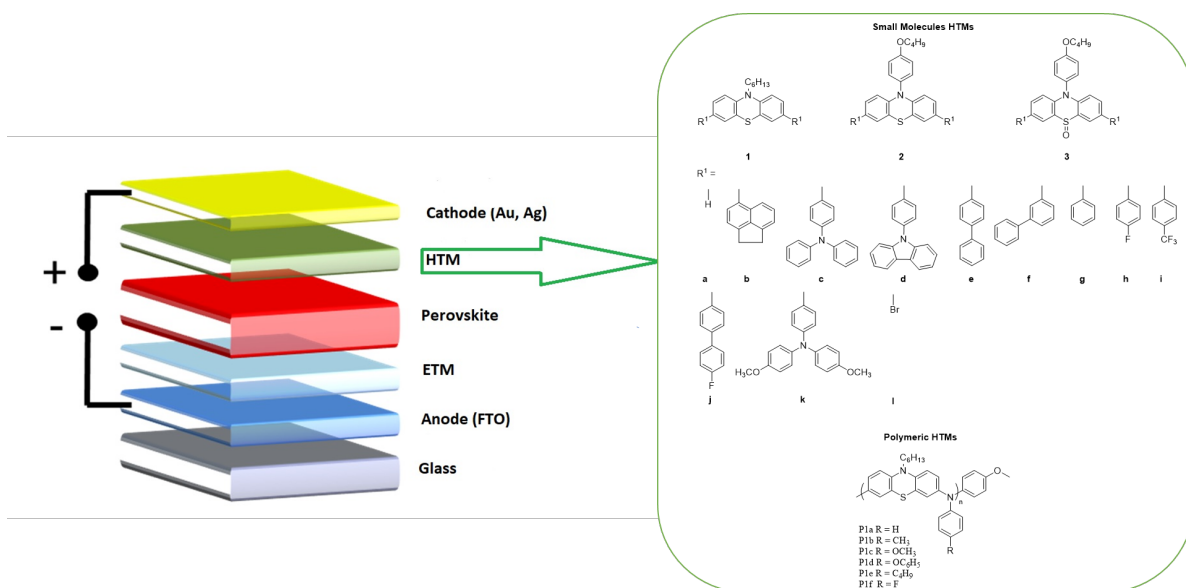 Small Molecules HTMs
OC₄H₉
OC₄H₉
C₆H₁₃
N
N
N
R¹ S R¹
R¹ S R¹
R¹ S R¹
O
1 2 3
R¹ =
H
N
N
F
CF₃
a b c d e f g h i
Br
N
F
H₃CO OCH₃
j k l
Polymeric HTMs
C₆H₁₃
N
O
S
N
n
R
P1a R = H
P1b R = CH₃
P1c R = OCH₃
P1d R = OC₆H₅
P1e R = C₄H₉
P1f R = F
Cathode (Au, Ag)
HTM
+
Perovskite
-
ETM
Anode (FTO)
Glass